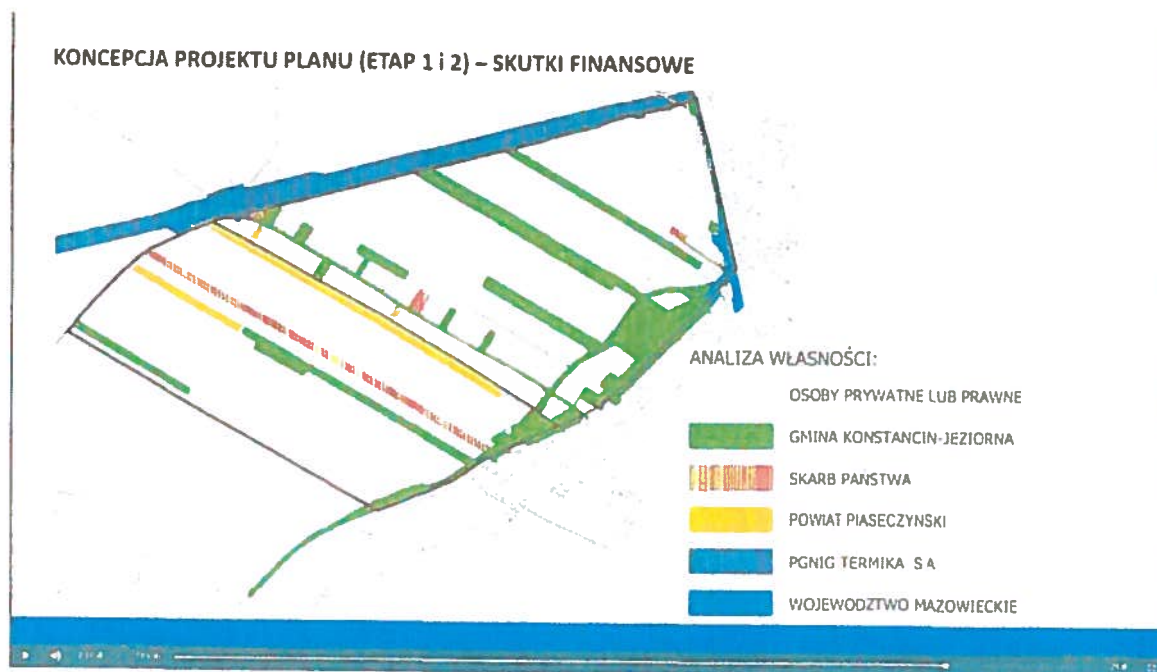 KONCEPCJA PROJEKTU PLANU (ETAP 1 i 2) – SKUTKI FINANSOWE
ANALIZA WŁASNOŚCI:
OSOBY PRYWATNE LUB PRAWNE
GMINA KONSTANCIN-JEZIORNA
SKARB PAŃSTWA
POWIAT PIASECZYŃSKI
PGNIG TERMIKA S A
WOJEWODZTWO MAZOWIECKIE